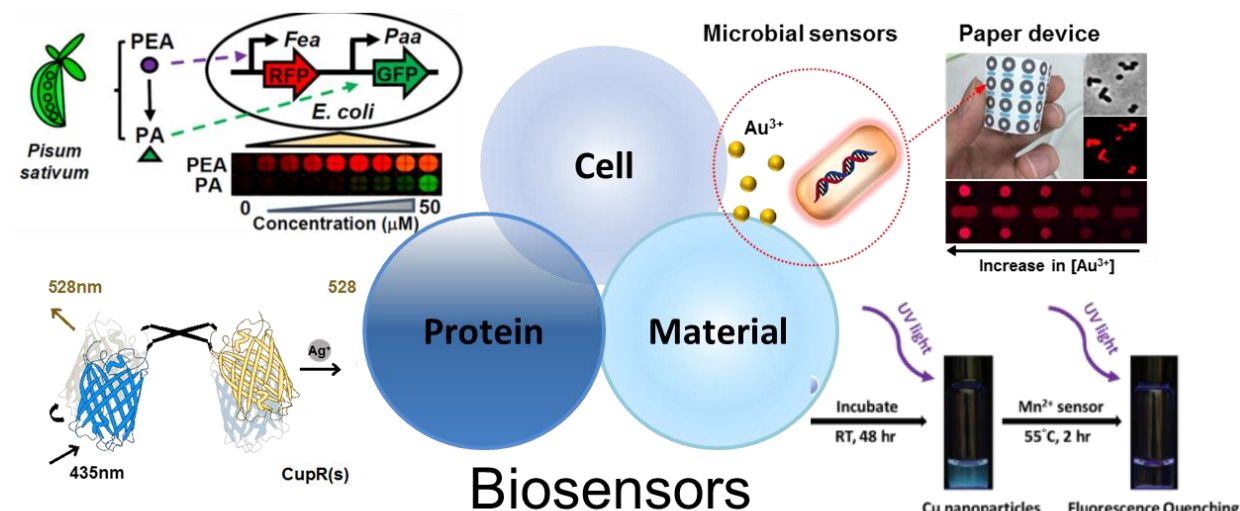 PEA
PA
Pisum
sativum
Fea
Paa
RFP
GFP
E. coli
PEA
PA
0
50
Concentration (μM)
Cell
Protein
Material
Microbial sensors
Au³⁺
Paper device
Increase in [Au³⁺]
528nm
528
Ag⁺
435nm
CupR(s)
UV light
UV light
Incubate
RT, 48 hr
Mn²⁺ sensor
55°C, 2 hr
Cu nanoparticles
Fluorescence Quenching
Biosensors